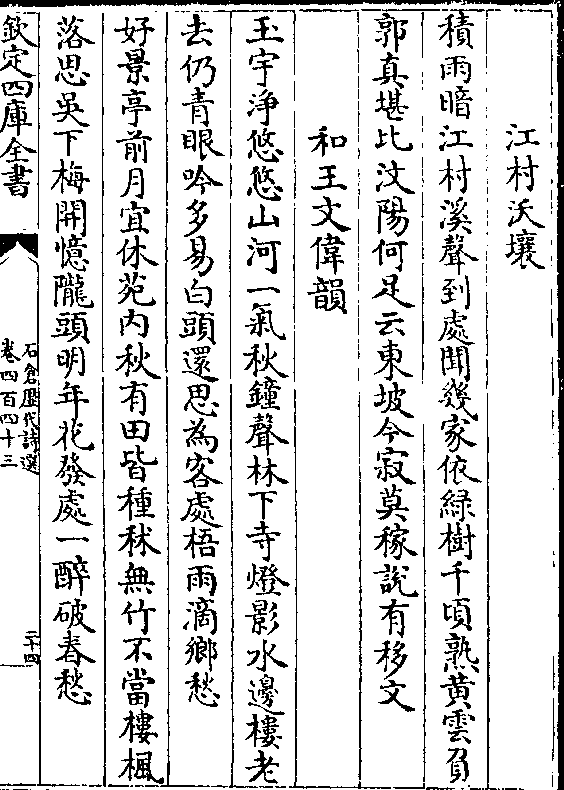 江村沃壤
積雨暗江村溪聲到處聞幾家依綠樹千頃熟黄雲負
郭真堪比汶陽何足云東坡今寂莫稼說有移文
和王文偉韻
玉宇浄悠悠山河一氣秋鐘聲林下寺燈影水邊樓老
去仍青眼吟多易白頭還思為客處梧雨滴鄉愁
好景亭前月宜休苑内秋有田皆種秫無竹不當樓楓
落思吳下梅開憶隴頭明年花發處一醉破春愁
欽定四庫全書
石倉歷代詩選
卷四百四十三
二十四